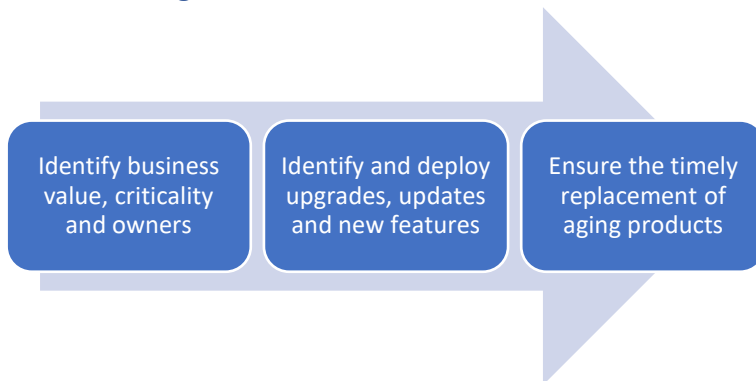 Identify business
value, criticality
and owners
Identify and deploy
upgrades, updates
and new features
Ensure the timely
replacement of
aging products